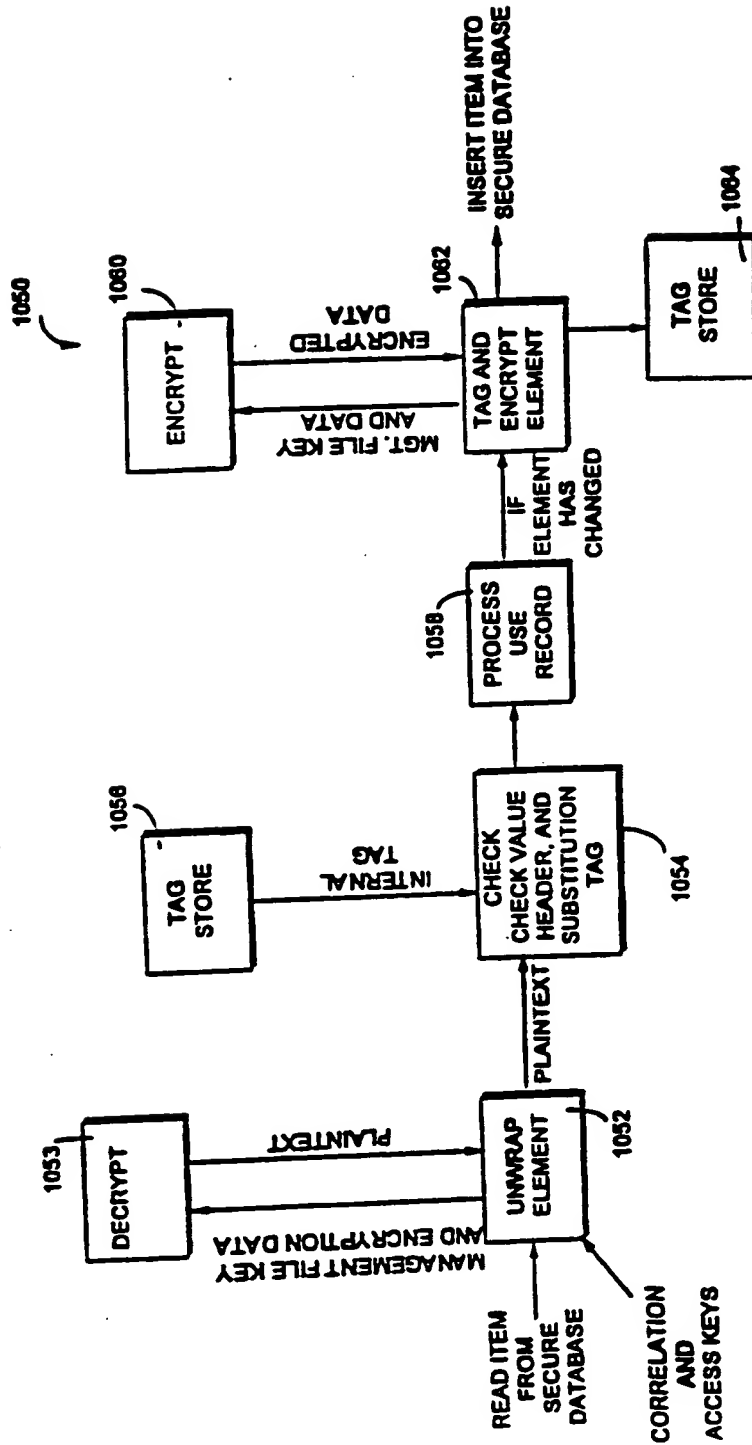 1050
1053
DECRYPT
MANAGEMENT FILE KEY
AND ENCRYPTION DATA
PLAINTEXT
READ ITEM
FROM
SECURE
DATABASE
CORRELATION
AND
ACCESS KEYS
UNWRAP
ELEMENT
1052
PLAINTEXT
1056
TAG
STORE
INTERNAL
TAG
CHECK
CHECK VALUE
HEADER, AND
SUBSTITUTION
TAG
1054
1058
PROCESS
USE
RECORD
IF
ELEMENT
HAS
CHANGED
1060
ENCRYPT
MGT. FILE KEY
AND DATA
ENCRYPTED
DATA
1062
TAG AND
ENCRYPT
ELEMENT
INSERT ITEM INTO
SECURE DATABASE
TAG
STORE
1064